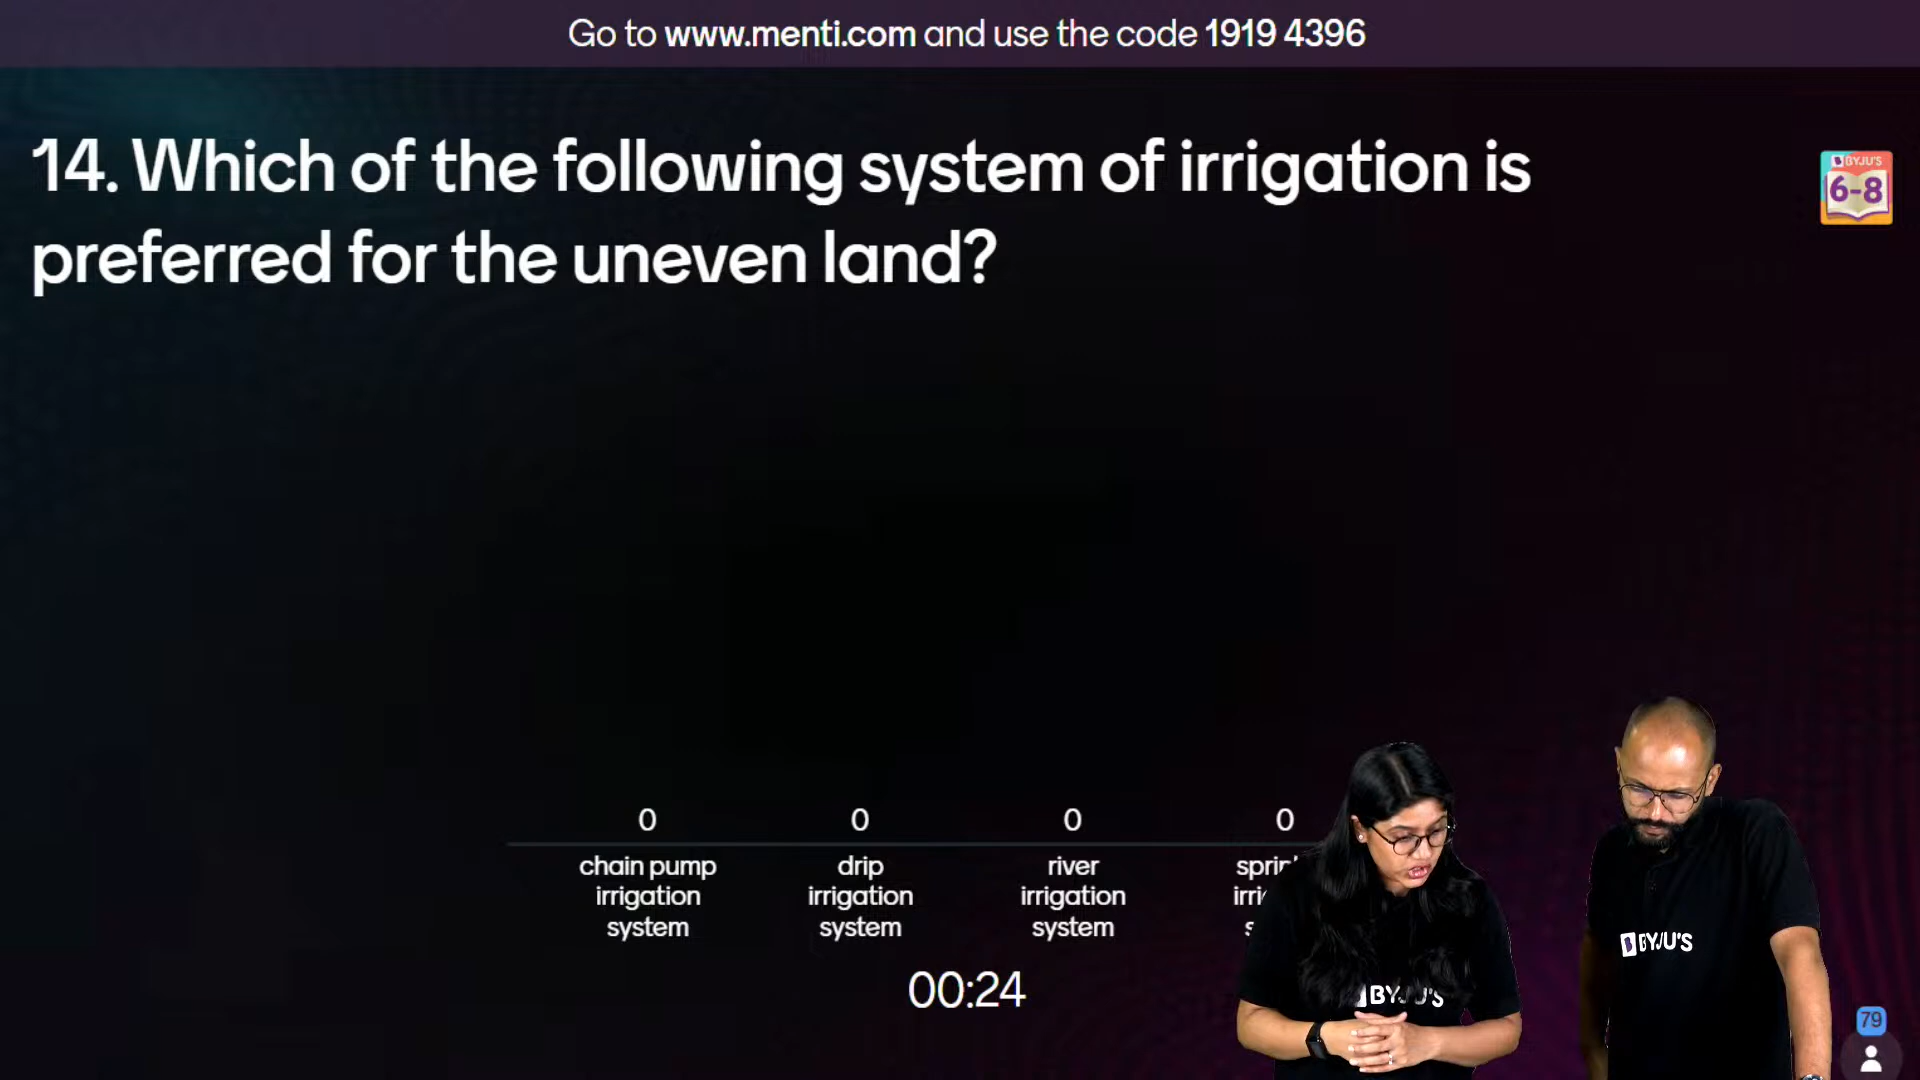 Go to www.menti.com and use the code 1919 4396
14. Which of the following system of irrigation is
preferred for the uneven land?
BYJU'S
6-8
0
0
0
0
chain pump
irrigation
system
drip
irrigation
system
river
irrigation
system
00:24
BYJU'S
BYJU'S
79